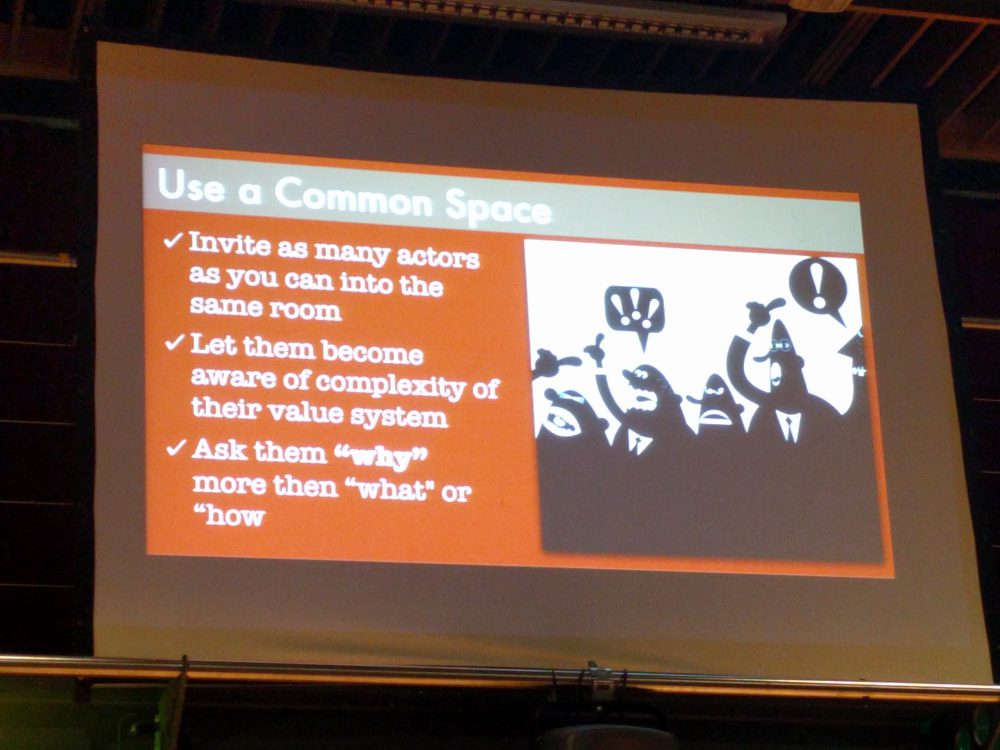 Use a Common Space
✓ Invite as many actors
as you can into the
same room
✓ Let them become
aware of complexity of
their value system
✓ Ask them “why”
more then “what" or
“how
!!!
!